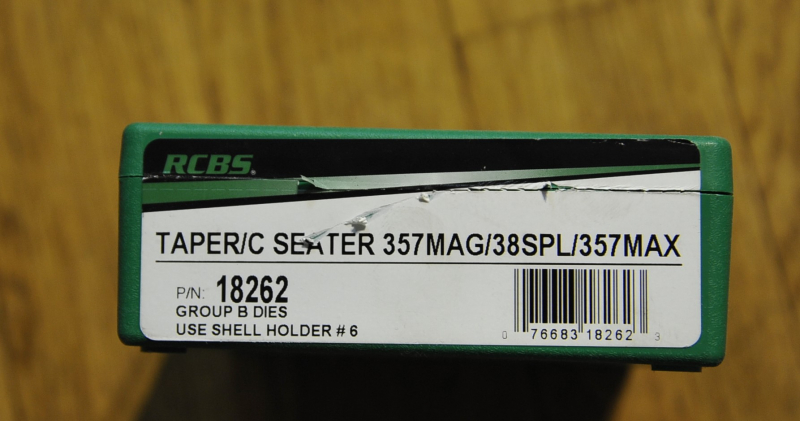 RCBS.
TAPER/C SEATER 357MAG/38SPL/357MAX
P/N: 18262
GROUP B DIES
USE SHELL HOLDER # 6
0 76683 18262 3